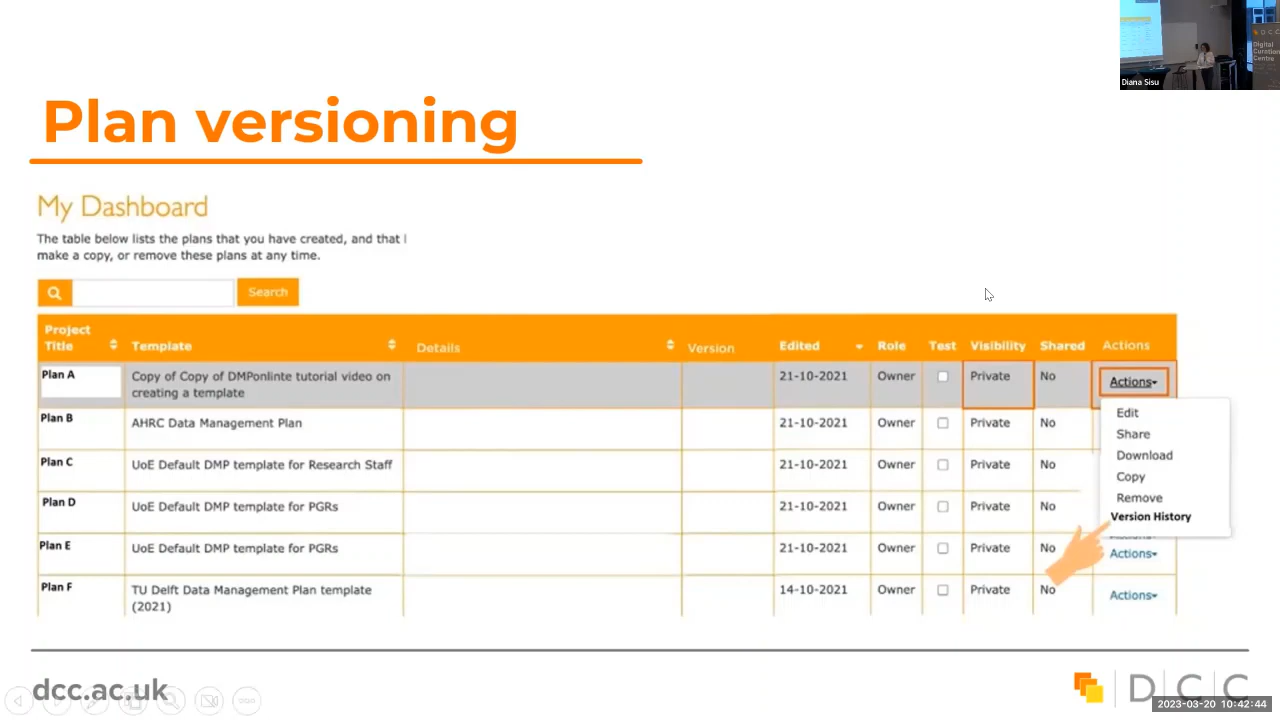 Diana Sisu
DCC
Digital
Curation
Centre
Plan versioning
My Dashboard
The table below lists the plans that you have created, and that
make a copy, or remove these plans at any time.
Search
Project Title Template Details Version Edited Role Test Visibility Shared Actions
Plan A Copy of Copy of DMPonlinte tutorial video on 21-10-2021 Owner Private No Actions
creating a template
Edit
Share
Download
Copy
Remove
Version History
Plan B AHRC Data Management Plan 21-10-2021 Owner Private No
Plan C UoE Default DMP template for Research Staff 21-10-2021 Owner Private No
Plan D UoE Default DMP template for PGRs 21-10-2021 Owner Private No
Plan E UoE Default DMP template for PGRs 21-10-2021 Owner Private No Actions
Plan F TU Delft Data Management Plan template 14-10-2021 Owner Private No Actions
(2021)
dcc.ac.uk
D|C|C
2023-03-20 10:42:44